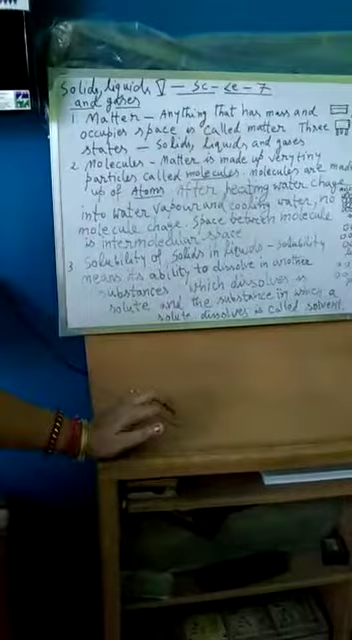 Solids, liquids V - Sc - Le - 7
and gases
1. Matter - Anything that has mass and
occupies space is called matter Three
states - Solids, liquids and gases
2 Molecules - Matter is made up very tiny
particles called molecules. molecules are made
up of Atoms After heating water change
into water vapour and cooling water, no
molecule change. Space between molecule
is intermolecular space
3 Solubility of solids in liquids - solubility
means its ability to dissolve in another
substances which dissolves is
solute and the substance in which a
solute dissolves is called solvent.